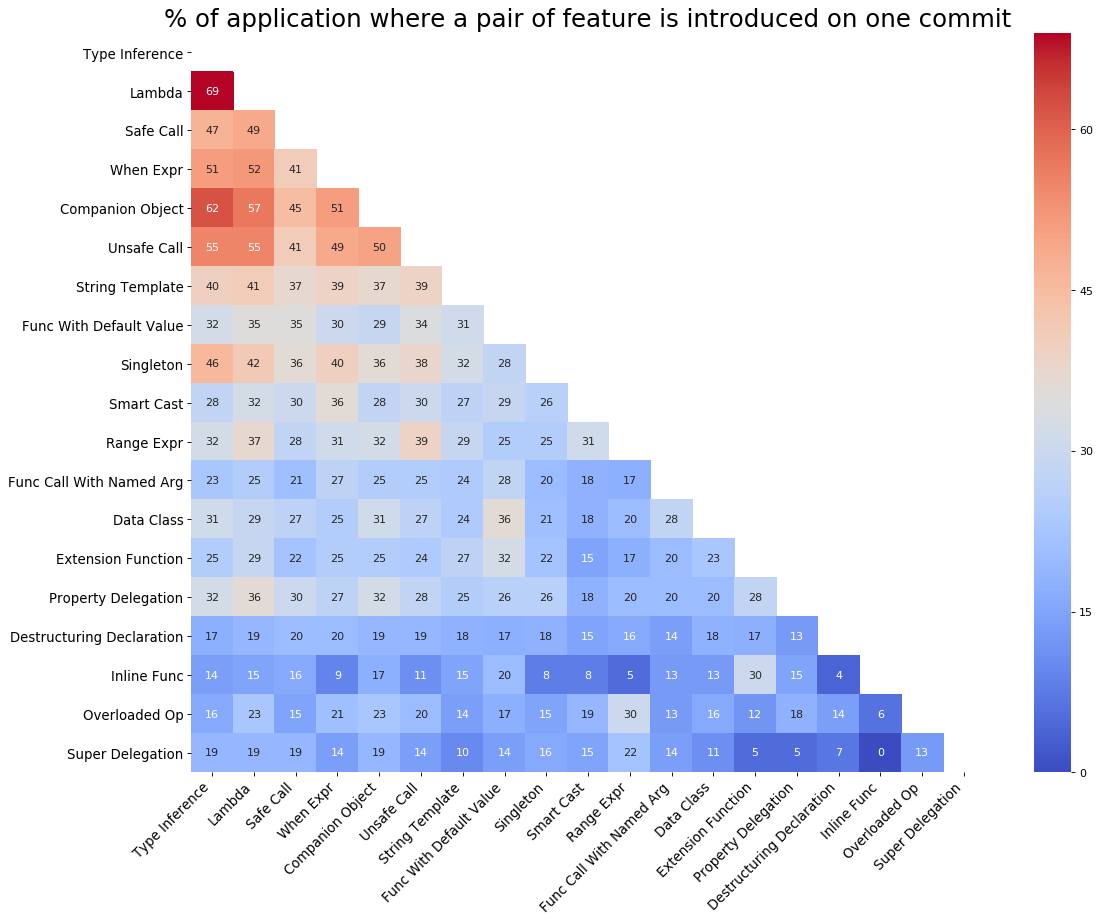 % of application where a pair of feature is introduced on one commit
Type Inference
Lambda 69
Safe Call 47 49
When Expr 51 52 41
Companion Object 62 57 45 51
Unsafe Call 55 55 41 49 50
String Template 40 41 37 39 37 39
Func With Default Value 32 35 35 30 29 34 31
Singleton 46 42 36 40 36 38 32 28
Smart Cast 28 32 30 36 28 30 27 29 26
Range Expr 32 37 28 31 32 39 29 25 25 31
Func Call With Named Arg 23 25 21 27 25 25 24 28 20 18 17
Data Class 31 29 27 25 31 27 24 36 21 18 20 28
Extension Function 25 29 22 25 25 24 27 32 22 15 17 20 23
Property Delegation 32 36 30 27 32 28 25 26 26 18 20 20 20 28
Destructuring Declaration 17 19 20 20 19 19 18 17 18 15 16 14 18 17 13
Inline Func 14 15 16 9 17 11 15 20 8 8 5 13 13 30 15 4
Overloaded Op 16 23 15 21 23 20 14 17 15 19 30 13 16 12 18 14 6
Super Delegation 19 19 19 14 19 14 10 14 16 15 22 14 11 5 5 7 0 13
Type Inference
Lambda
Safe Call
When Expr
Companion Object
Unsafe Call
String Template
Func With Default Value
Singleton
Smart Cast
Range Expr
Func Call With Named Arg
Data Class
Extension Function
Property Delegation
Destructuring Declaration
Inline Func
Overloaded Op
Super Delegation
60
45
30
15
0